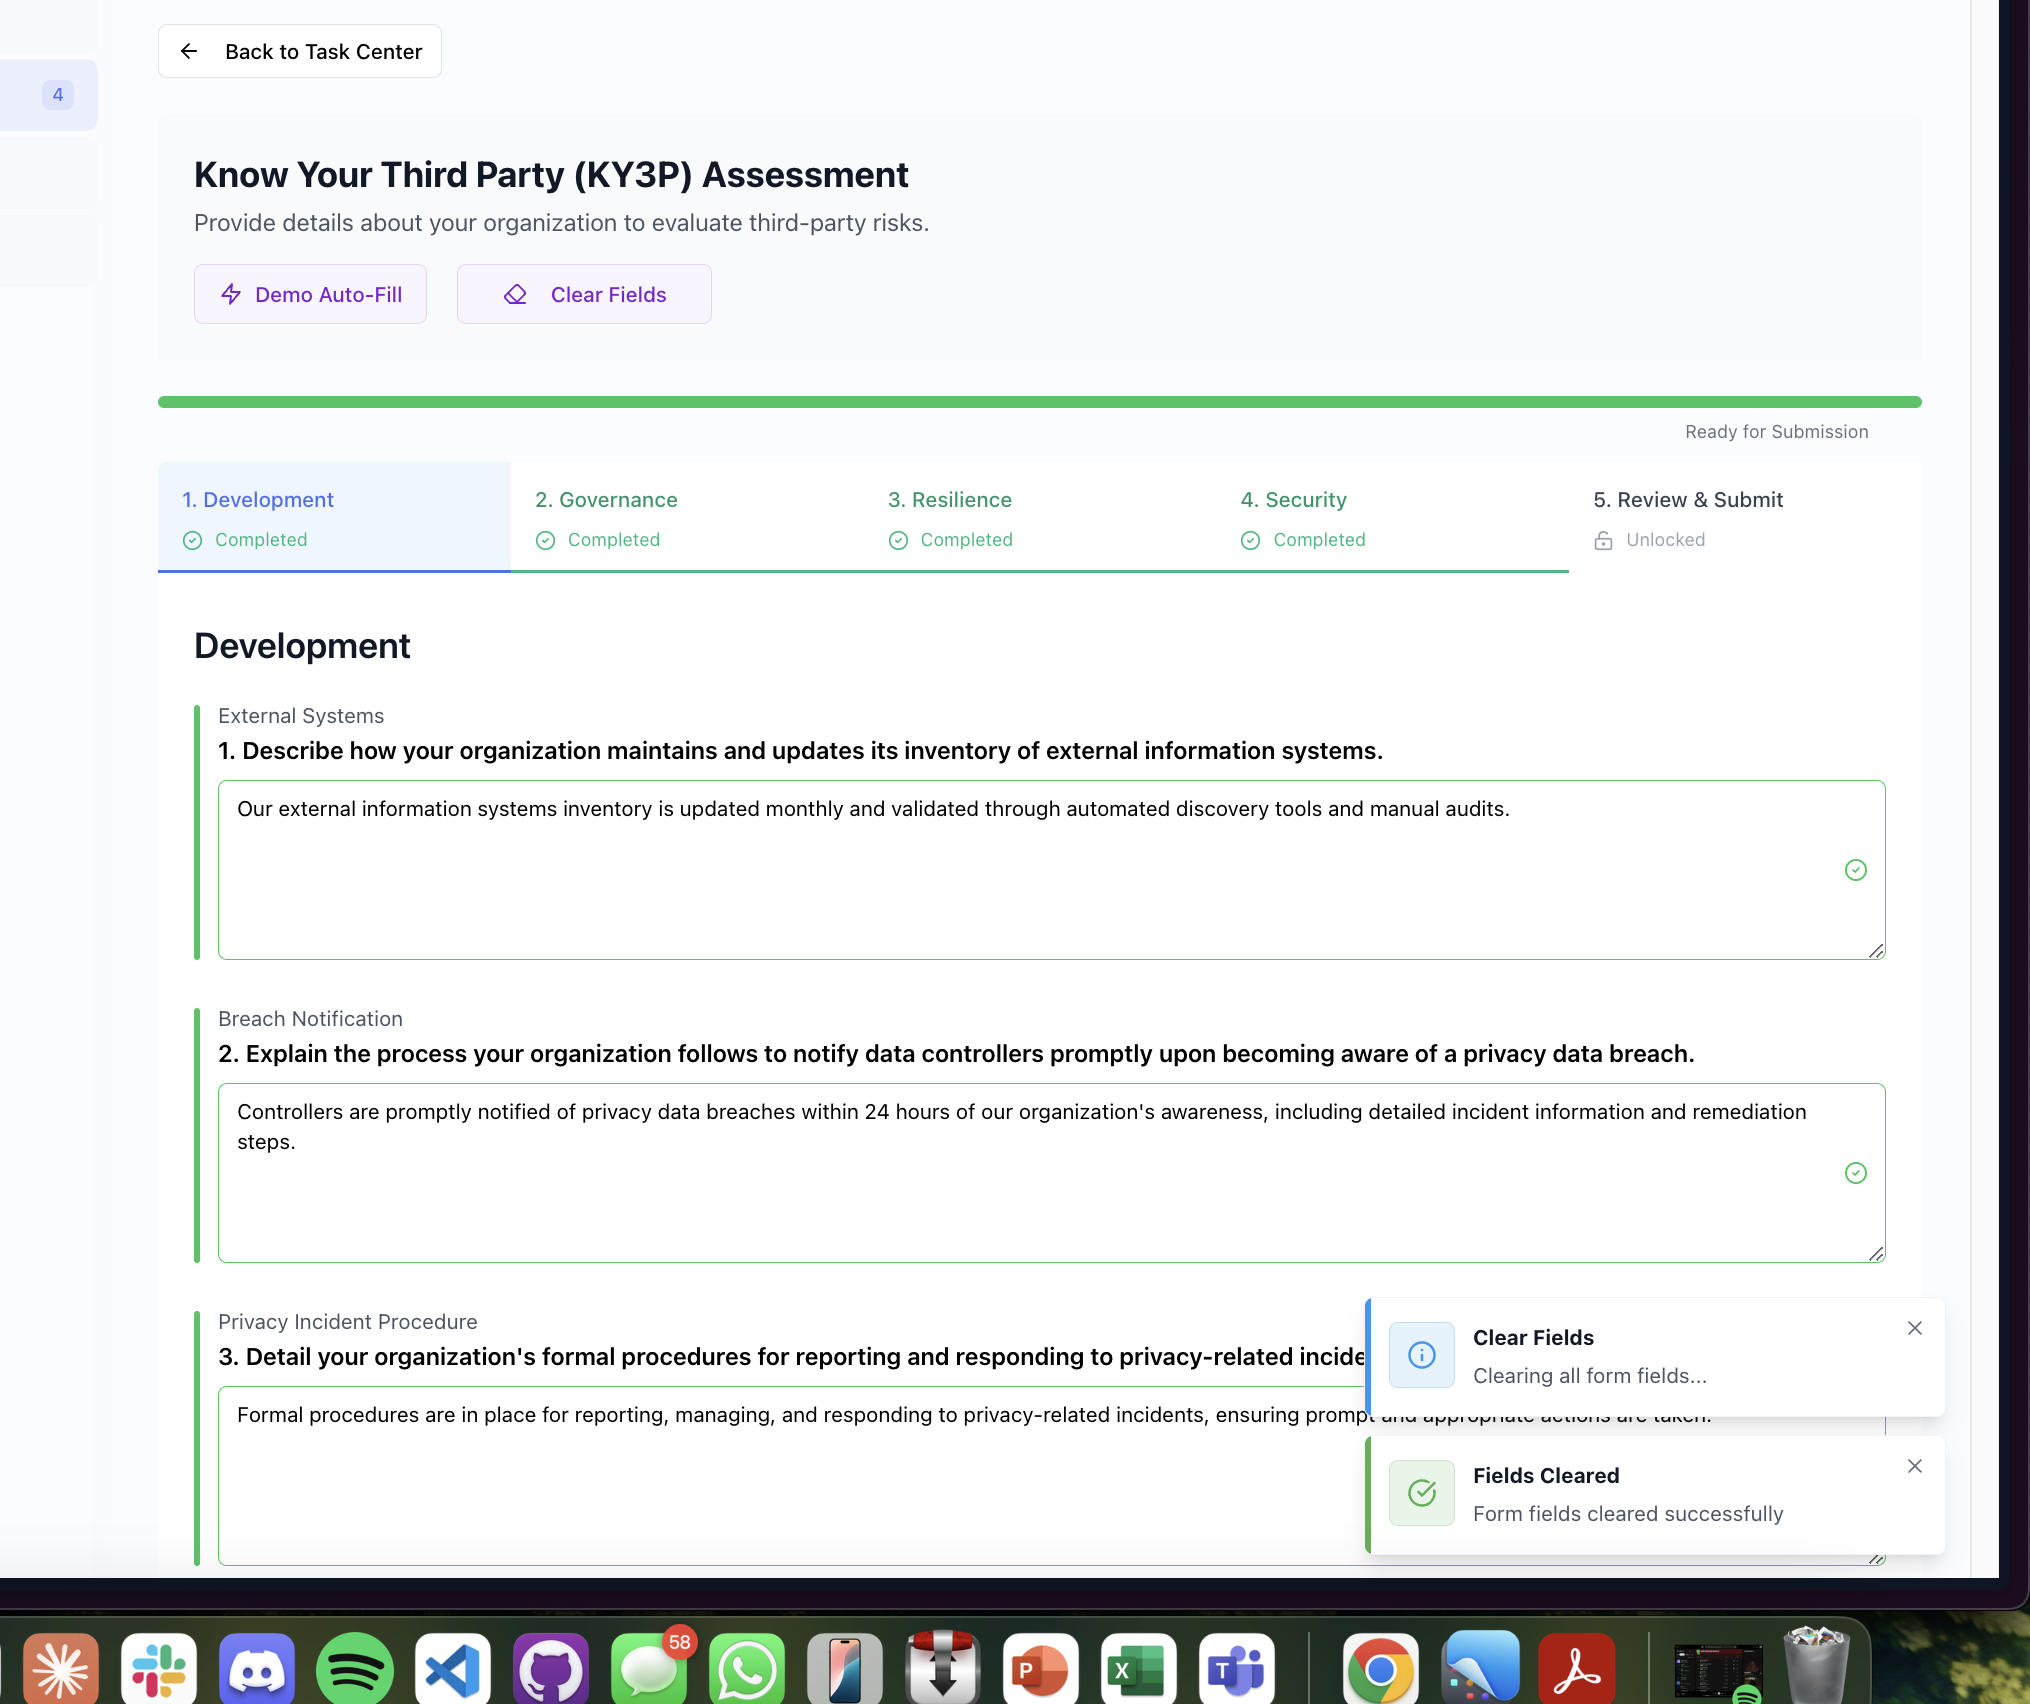 Back to Task Center
4
Know Your Third Party (KY3P) Assessment
Provide details about your organization to evaluate third-party risks.
Demo Auto-Fill
Clear Fields
Ready for Submission
1. Development
Completed
2. Governance
Completed
3. Resilience
Completed
4. Security
Completed
5. Review & Submit
Unlocked
Development
External Systems
1. Describe how your organization maintains and updates its inventory of external information systems.
Our external information systems inventory is updated monthly and validated through automated discovery tools and manual audits.
Breach Notification
2. Explain the process your organization follows to notify data controllers promptly upon becoming aware of a privacy data breach.
Controllers are promptly notified of privacy data breaches within 24 hours of our organization's awareness, including detailed incident information and remediation
steps.
Privacy Incident Procedure
3. Detail your organization's formal procedures for reporting and responding to privacy-related incide
Formal procedures are in place for reporting, managing, and responding to privacy-related incidents, ensuring prompt and appropriate actions are taken.
Clear Fields
Clearing all form fields...
Fields Cleared
Form fields cleared successfully
58
P
X
T